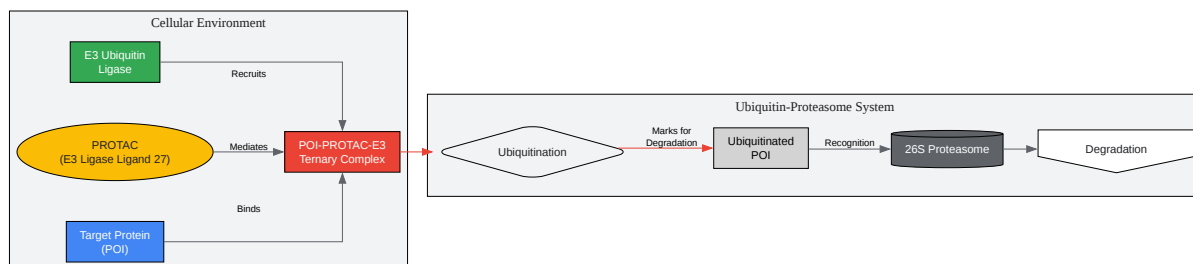 Cellular Environment
E3 Ubiquitin
Ligase
Recruits
PROTAC
(E3 Ligase Ligand 27)
Mediates
POI-PROTAC-E3
Ternary Complex
Binds
Target Protein
(POI)
Ubiquitin-Proteasome System
Ubiquitination
Marks for
Degradation
Ubiquitinated
POI
Recognition
26S Proteasome
Degradation